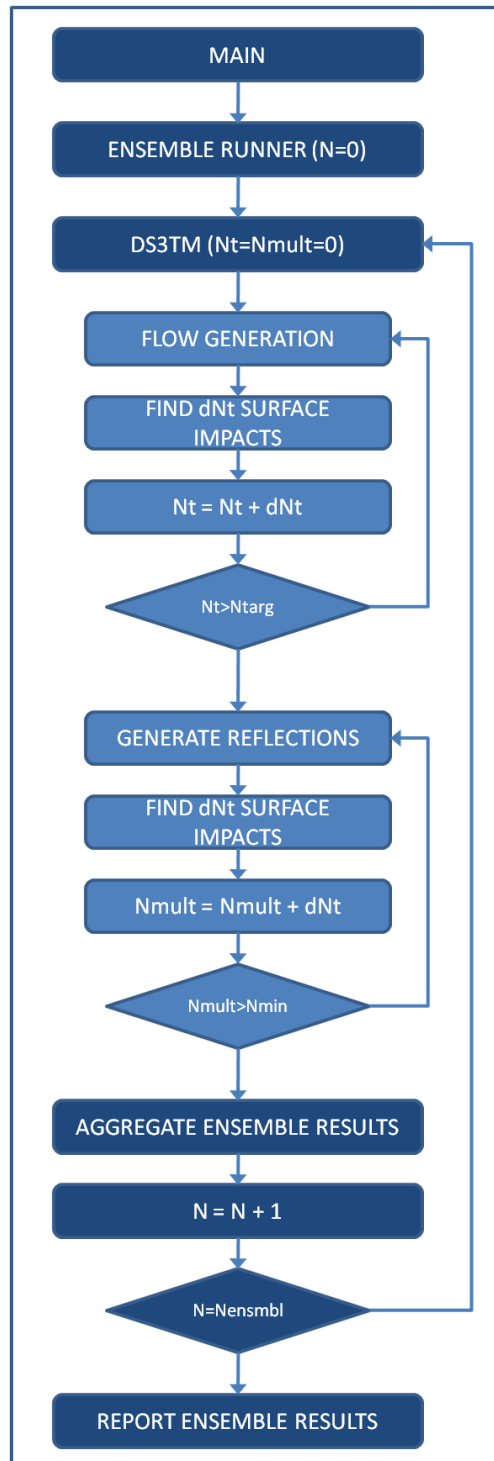 MAIN
ENSEMBLE RUNNER (N=0)
DS3TM (Nt=Nmult=0)
FLOW GENERATION
FIND dNt SURFACE
IMPACTS
Nt = Nt + dNt
Nt>Ntarg
GENERATE REFLECTIONS
FIND dNt SURFACE
IMPACTS
Nmult = Nmult + dNt
Nmult>Nmin
AGGREGATE ENSEMBLE RESULTS
N = N + 1
N=Nensmbl
REPORT ENSEMBLE RESULTS